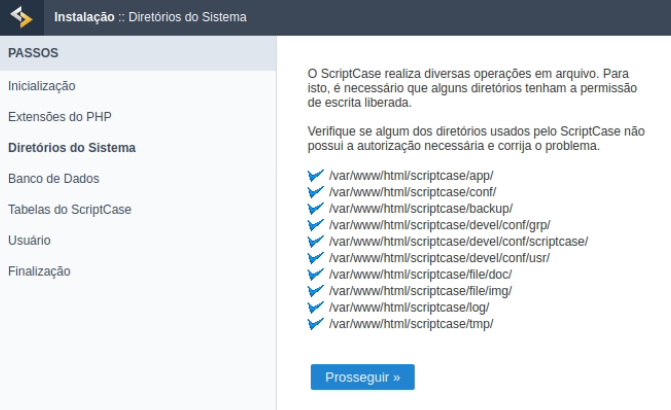 Instalação :: Diretórios do Sistema
PASSOS
Inicialização
Extensões do PHP
Diretórios do Sistema
Banco de Dados
Tabelas do ScriptCase
Usuário
Finalização
O ScriptCase realiza diversas operações em arquivo. Para
isto, é necessário que alguns diretórios tenham a permissão
de escrita liberada.
Verifique se algum dos diretórios usados pelo ScriptCase não
possui a autorização necessária e corrija o problema.
/var/www/html/scriptcase/app/
/var/www/html/scriptcase/conf/
/var/www/html/scriptcase/backup/
/var/www/html/scriptcase/devel/conf/grp/
/var/www/html/scriptcase/devel/conf/scriptcase/
/var/www/html/scriptcase/devel/conf/usr/
/var/www/html/scriptcase/file/doc/
/var/www/html/scriptcase/file/img/
/var/www/html/scriptcase/log/
/var/www/html/scriptcase/tmp/
Prosseguir »